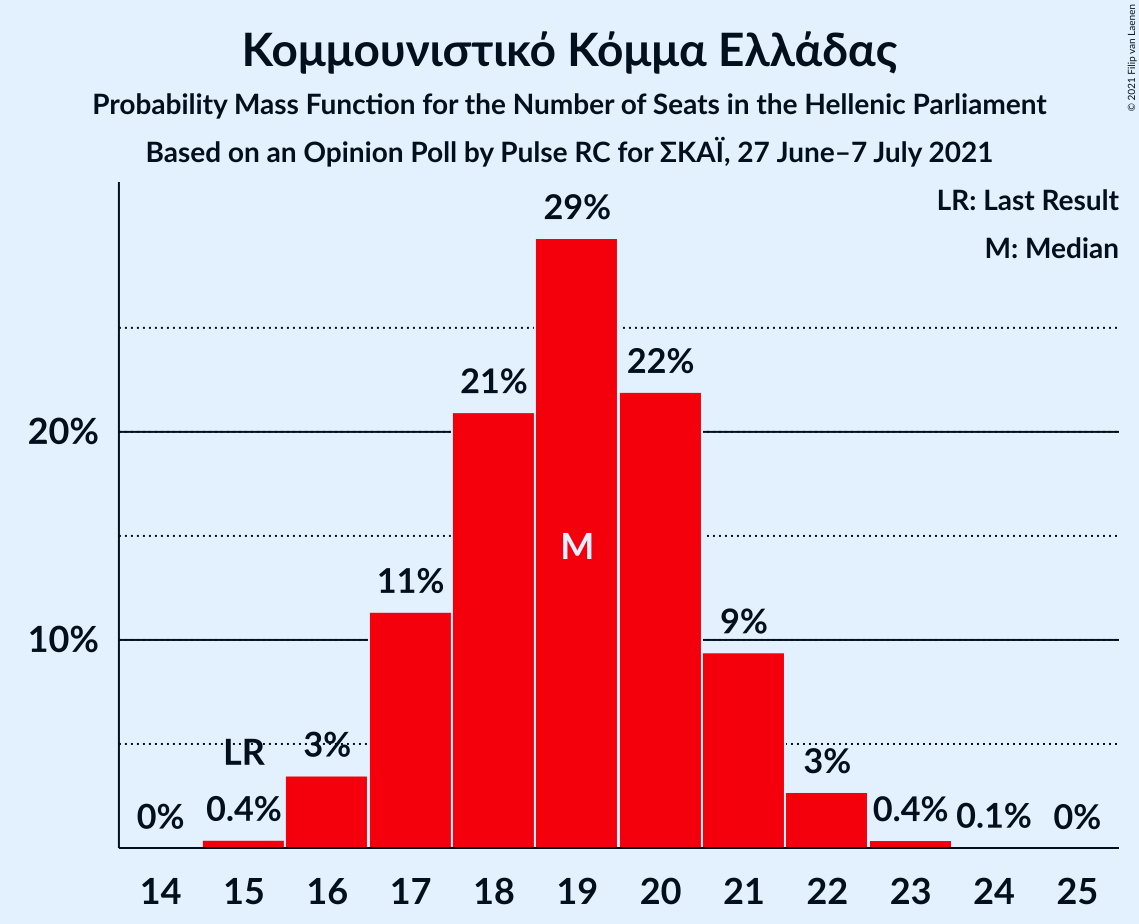 Κομμουνιστικό Κόμμα Ελλάδας
Probability Mass Function for the Number of Seats in the Hellenic Parliament
Based on an Opinion Poll by Pulse RC for ΣΚΑΪ, 27 June–7 July 2021
© 2021 Filip van Laenen
LR: Last Result
M: Median
29%
22%
21%
20%
M
11%
9%
10%
LR
3%
3%
0%
0.4%
0.4%
0.1%
0%
14 15 16 17 18 19 20 21 22 23 24 25